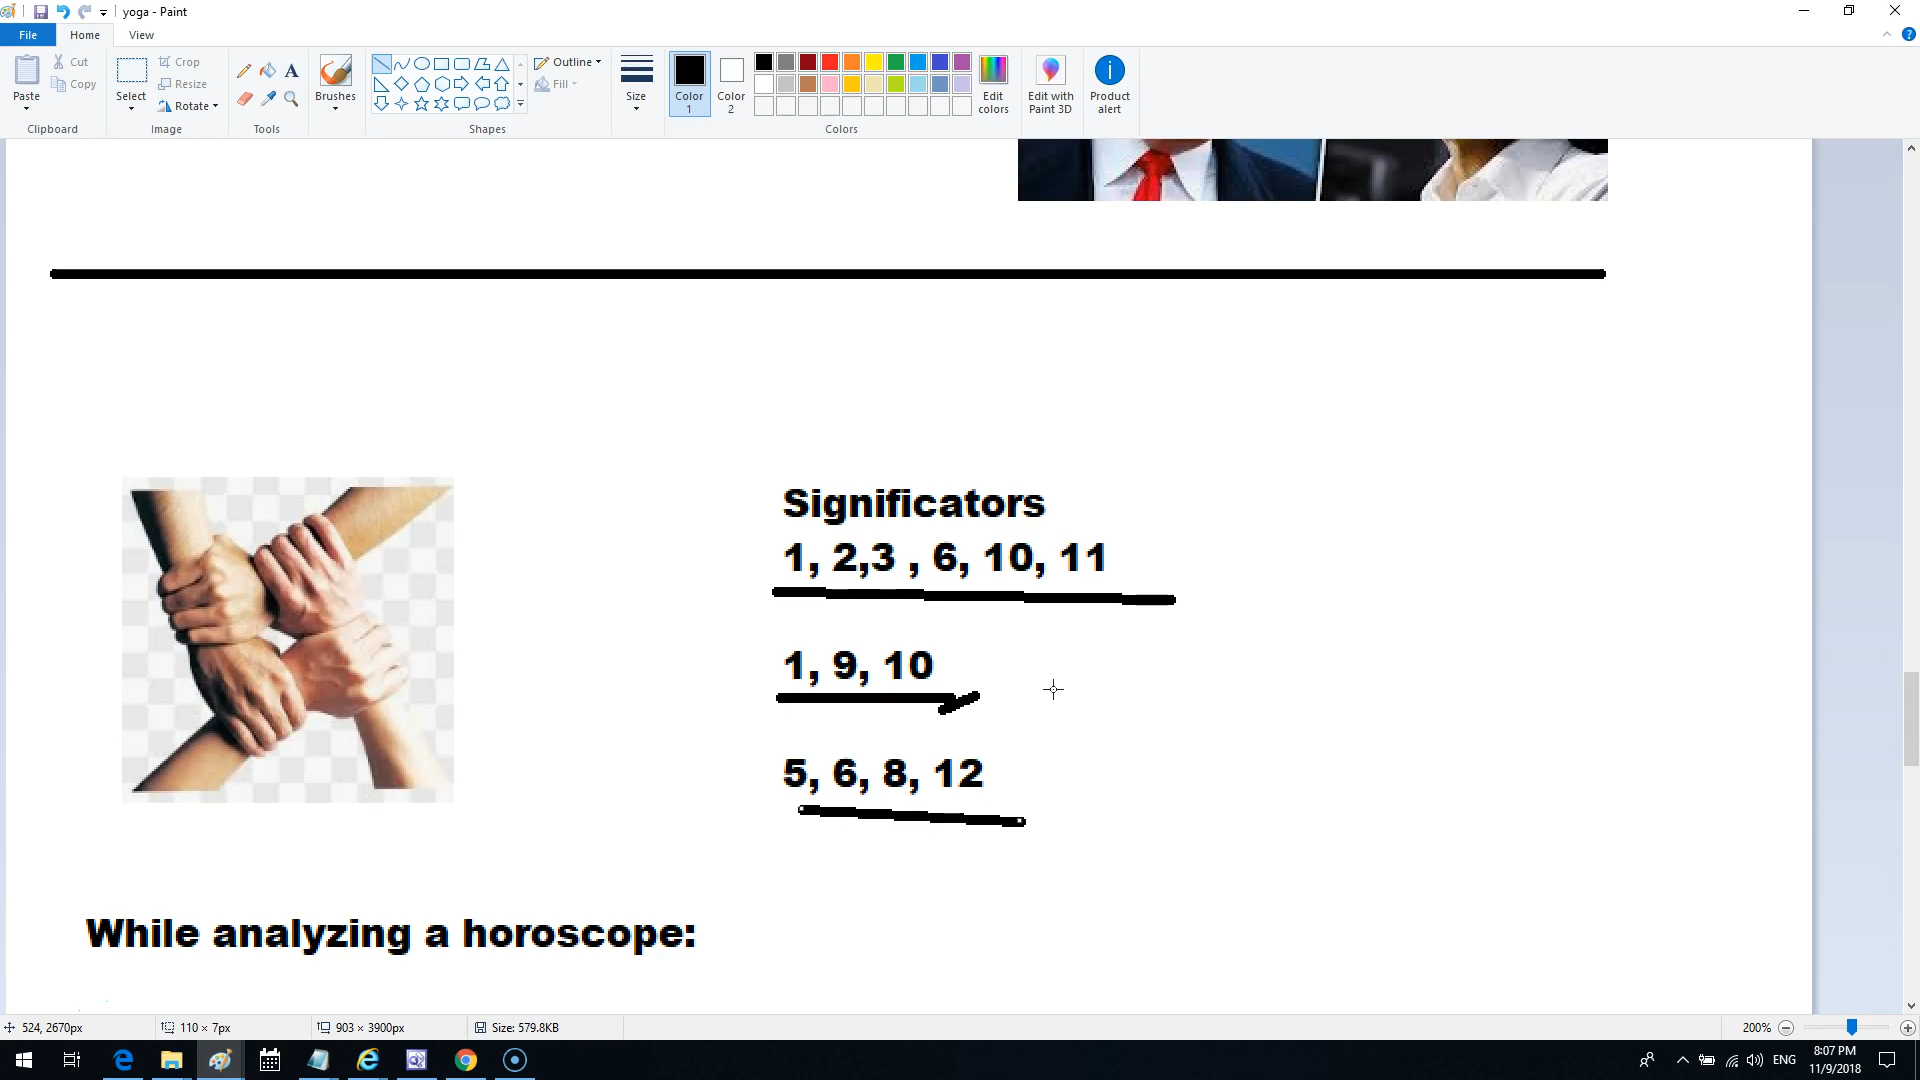 yoga - Paint
File Home View
Paste
Cut
Copy
Clipboard
Select
Crop
Resize
Rotate
Image
Tools
Brushes
Outline
Fill
Shapes
Size
Color 1
Color 2
Edit colors
Colors
Edit with Paint 3D
Product alert
Significators
1, 2,3 , 6, 10, 11
1, 9, 10
5, 6, 8, 12
While analyzing a horoscope:
524, 2670px 110 × 7px 903 × 3900px Size: 579.8KB 200%
ENG 8:07 PM
11/9/2018